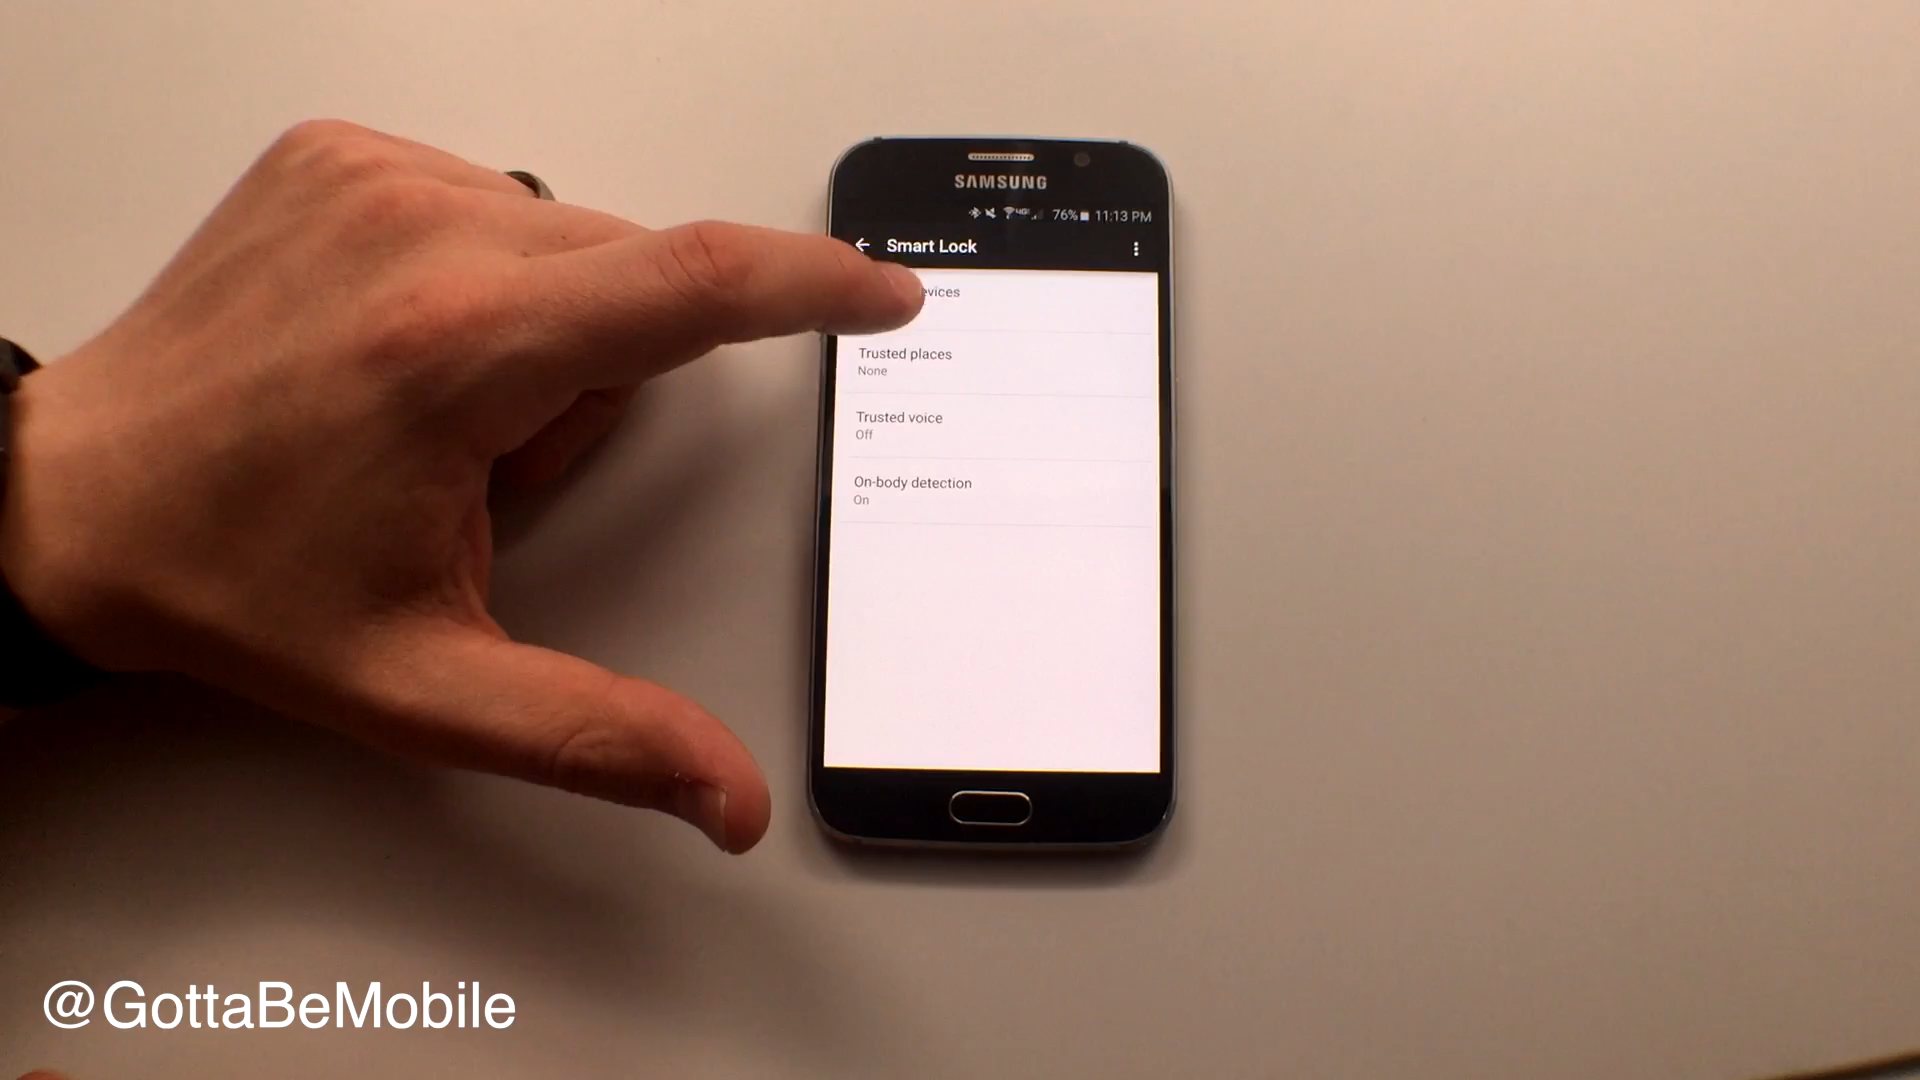 SAMSUNG
4G 76% 11:13 PM
Smart Lock
evices
Trusted places
None
Trusted voice
Off
On-body detection
On
@GottaBeMobile